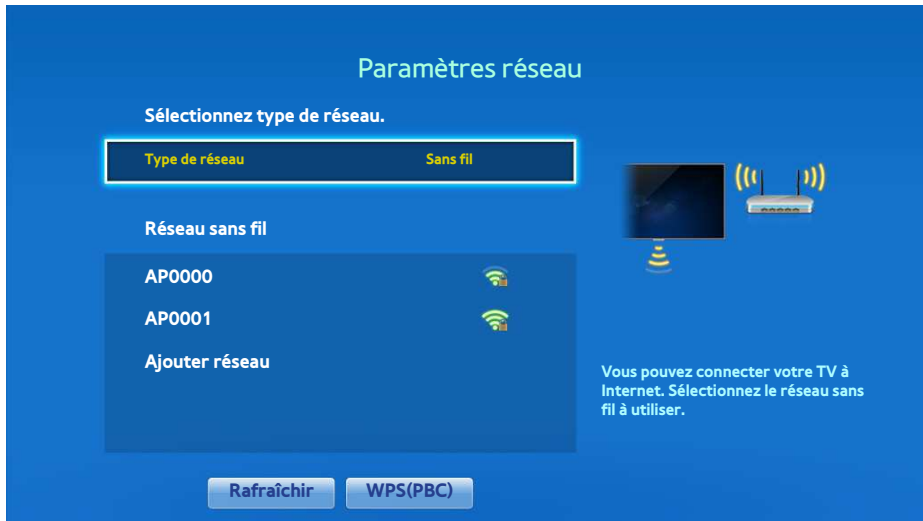 Paramètres réseau
Sélectionnez type de réseau.
Type de réseau Sans fil
Réseau sans fil
AP0000
AP0001
Ajouter réseau
Vous pouvez connecter votre TV à
Internet. Sélectionnez le réseau sans
fil à utiliser.
Rafraîchir WPS(PBC)